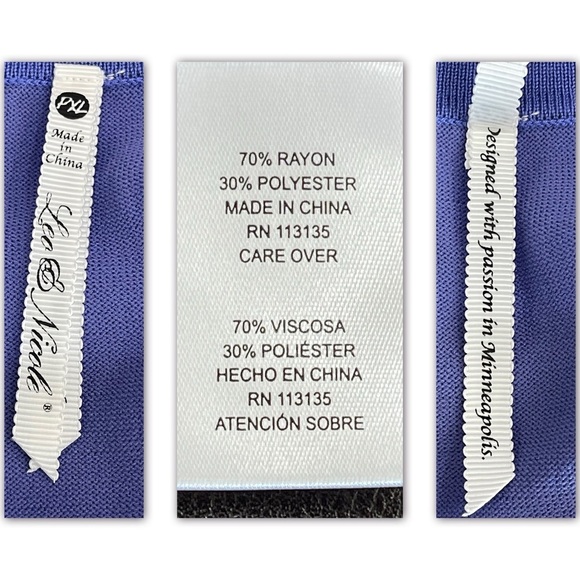 PXL
Made
in
China
Leo & Nicole®
70% RAYON
30% POLYESTER
MADE IN CHINA
RN 113135
CARE OVER
70% VISCOSA
30% POLIÉSTER
HECHO EN CHINA
RN 113135
ATENCIÓN SOBRE
Designed with passion in Minneapolis.